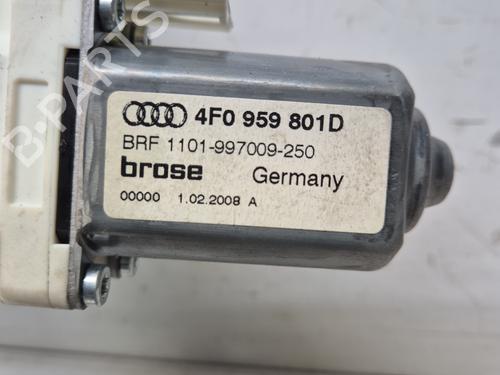 4F0 959 801D
BRF 1101-997009-250
brose Germany
00000 1.02.2008 A
B-PARTS